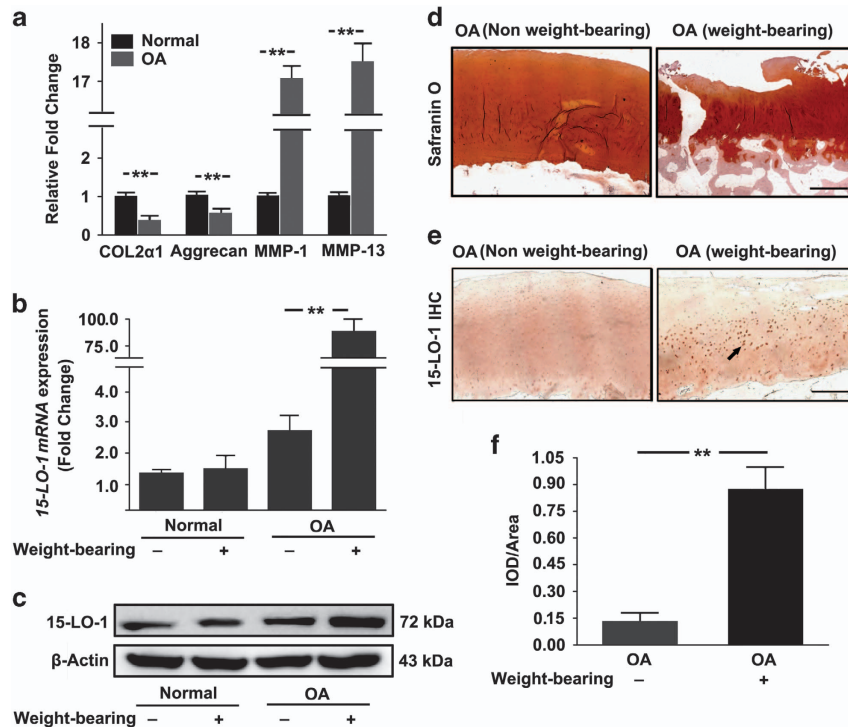 a
Normal
OA
Relative Fold Change
18
17
2
1
0
**
**
**
**
COL2α1 Aggrecan MMP-1 MMP-13
b
15-LO-1 mRNA expression
(Fold Change)
100.0
75.0
3.0
2.0
1.0
**
Normal OA
Weight-bearing – + – +
c
15-LO-1 72 kDa
β-Actin 43 kDa
Normal OA
Weight-bearing – + – +
d
OA (Non weight-bearing) OA (weight-bearing)
Safranin O
e
OA (Non weight-bearing) OA (weight-bearing)
15-LO-1 IHC
f
IOD/Area
1.05
0.90
0.75
0.60
0.45
0.30
0.15
0.00
**
OA OA
Weight-bearing – +